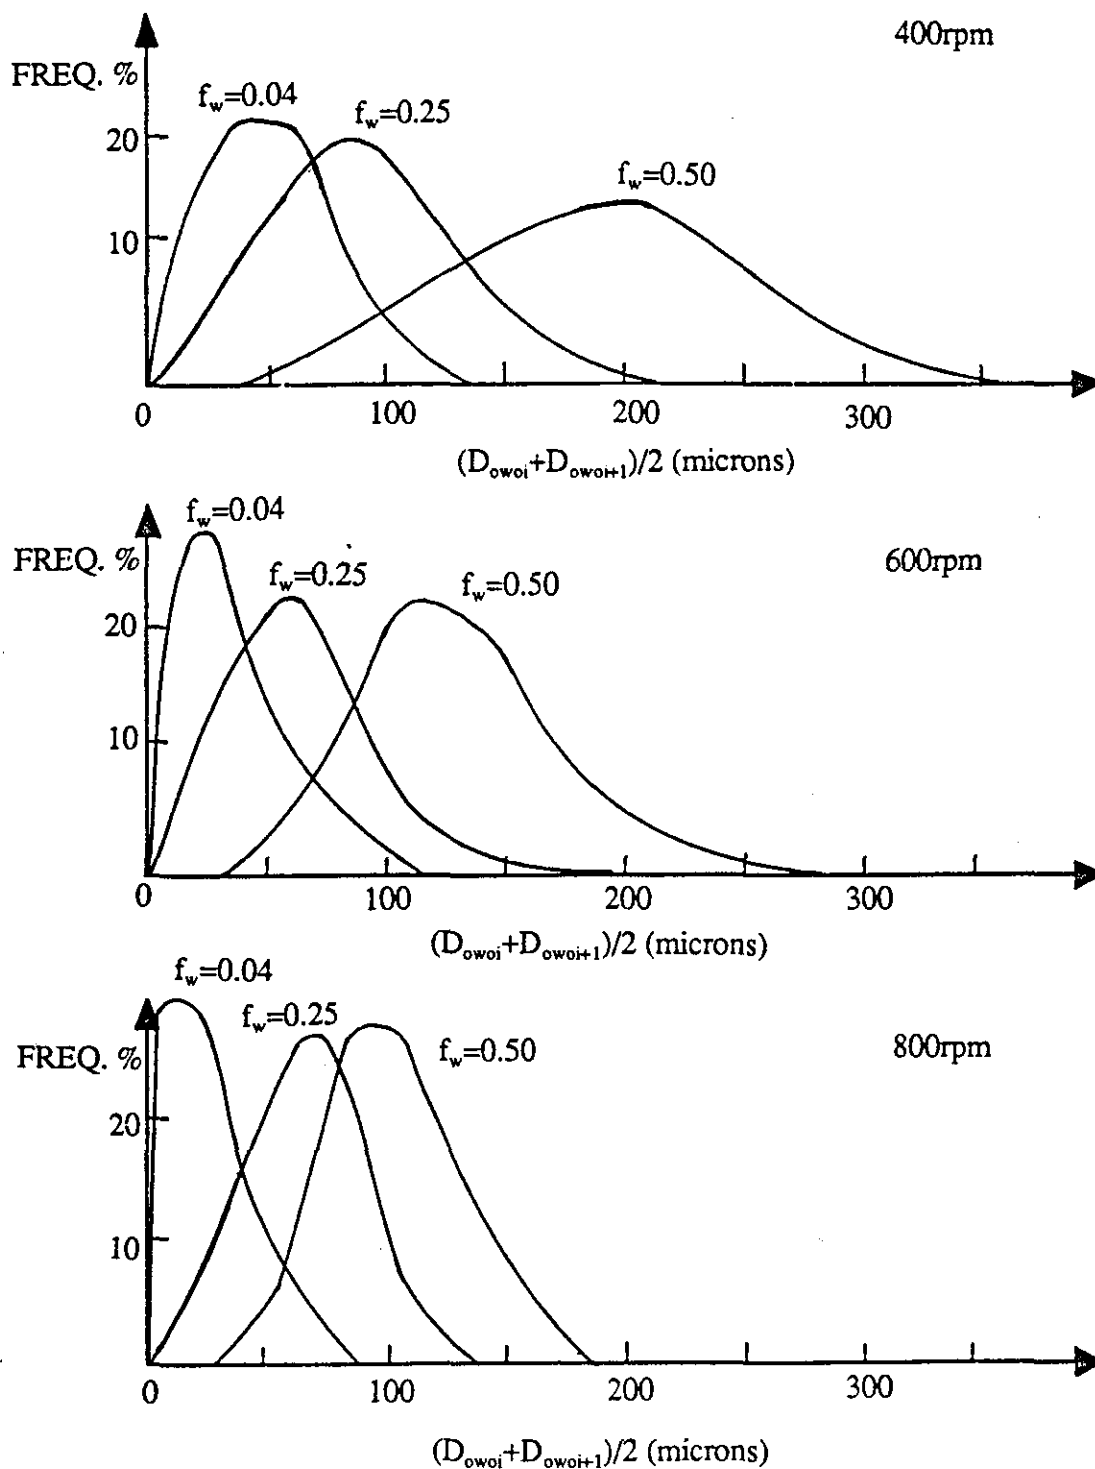 400rpm
FREQ. %
f_w=0.04
f_w=0.25
f_w=0.50
20
10
0
100
200
300
(D_owoi+D_owoi+1)/2 (microns)
f_w=0.04
600rpm
FREQ. %
f_w=0.25
f_w=0.50
20
10
0
100
200
300
(D_owoi+D_owoi+1)/2 (microns)
f_w=0.04
f_w=0.25
800rpm
FREQ. %
f_w=0.50
20
10
0
100
200
300
(D_owoi+D_owoi+1)/2 (microns)